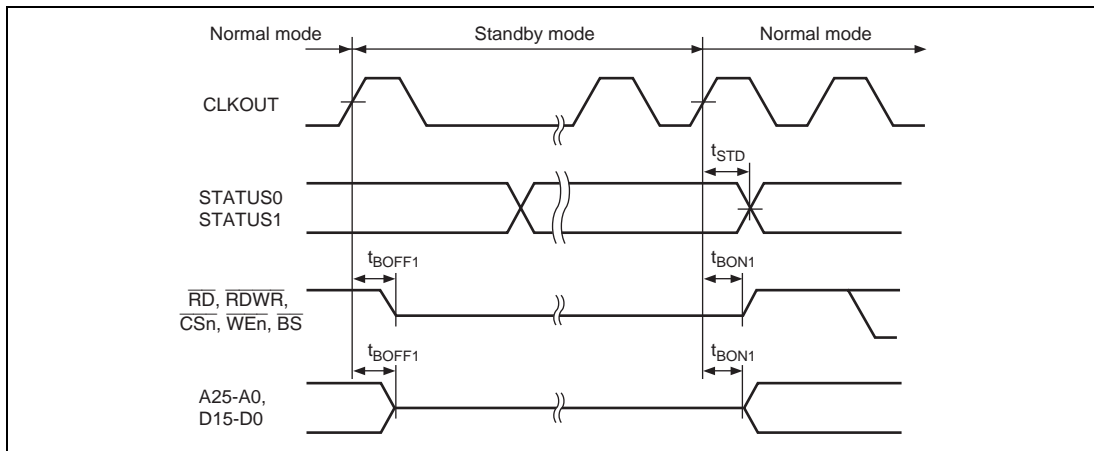 Normal mode Standby mode Normal mode
CLKOUT
tSTD
STATUS0
STATUS1
tBOFF1 tBON1
RD, RDWR,
CSn, WEn, BS
tBOFF1 tBON1
A25-A0,
D15-D0